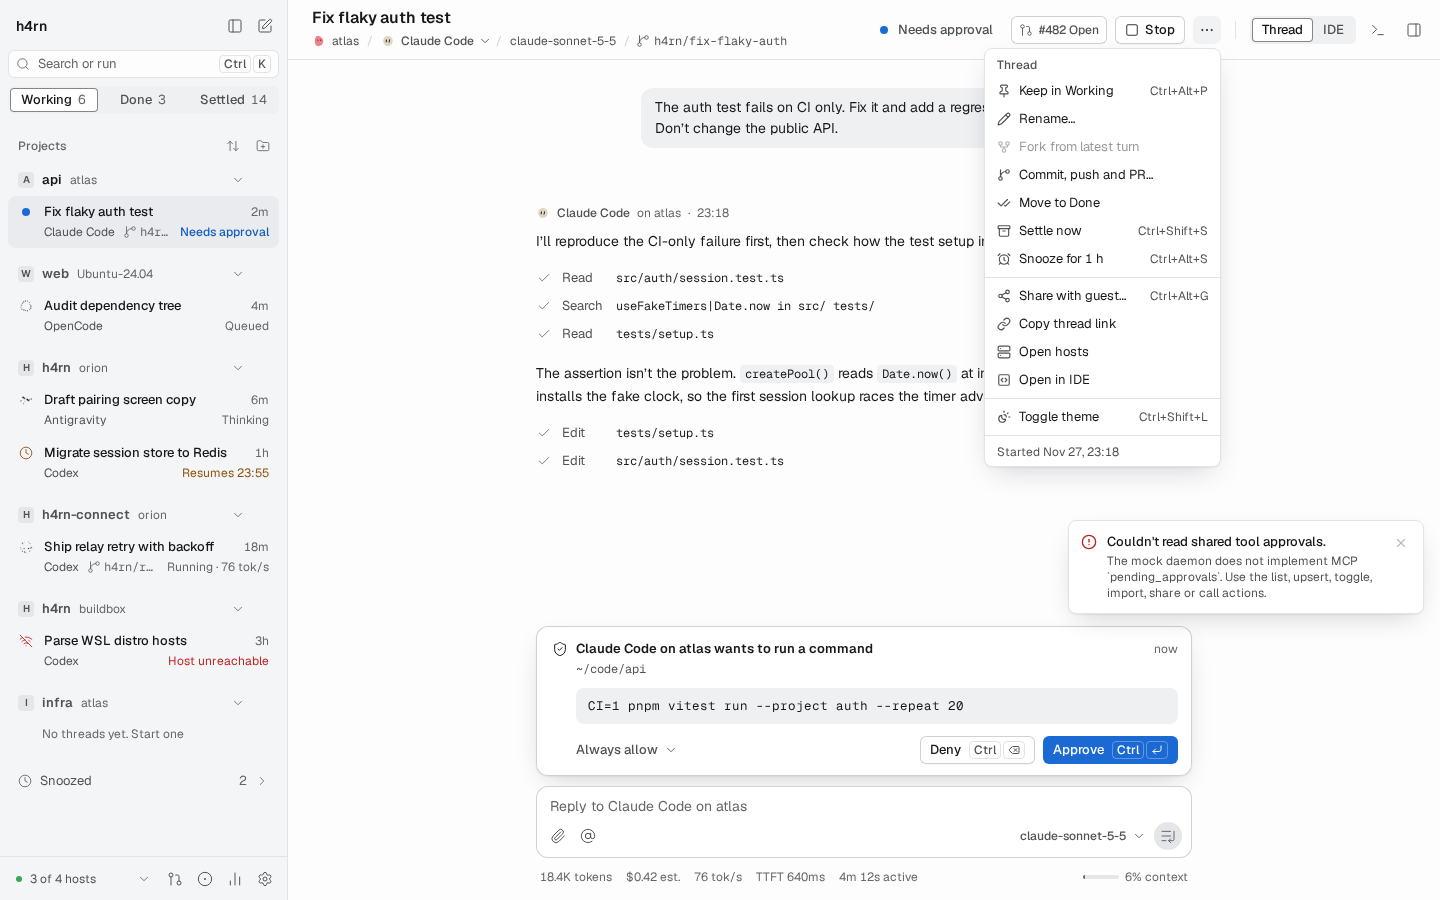 h4rn
Search or run Ctrl K
Working 6 Done 3 Settled 14
Projects
A api atlas
Fix flaky auth test 2m
Claude Code h4r… Needs approval
W web Ubuntu-24.04
Audit dependency tree 4m
OpenCode Queued
H h4rn orion
Draft pairing screen copy 6m
Antigravity Thinking
Migrate session store to Redis 1h
Codex Resumes 23:55
H h4rn-connect orion
Ship relay retry with backoff 18m
Codex h4rn/r… Running · 76 tok/s
H h4rn buildbox
Parse WSL distro hosts 3h
Codex Host unreachable
I infra atlas
No threads yet. Start one
Snoozed 2
3 of 4 hosts
Fix flaky auth test
atlas / Claude Code / claude-sonnet-5-5 / h4rn/fix-flaky-auth
Needs approval #482 Open Stop Thread IDE
The auth test fails on CI only. Fix it and add a regres
Don’t change the public API.
Claude Code on atlas · 23:18
I’ll reproduce the CI-only failure first, then check how the test setup i
Read src/auth/session.test.ts
Search useFakeTimers|Date.now in src/ tests/
Read tests/setup.ts
The assertion isn’t the problem. createPool() reads Date.now() at i
installs the fake clock, so the first session lookup races the timer adv
Edit tests/setup.ts
Edit src/auth/session.test.ts
Thread
Keep in Working Ctrl+Alt+P
Rename…
Fork from latest turn
Commit, push and PR…
Move to Done
Settle now Ctrl+Shift+S
Snooze for 1 h Ctrl+Alt+S
Share with guest… Ctrl+Alt+G
Copy thread link
Open hosts
Open in IDE
Toggle theme Ctrl+Shift+L
Started Nov 27, 23:18
Couldn't read shared tool approvals.
The mock daemon does not implement MCP
`pending_approvals`. Use the list, upsert, toggle,
import, share or call actions.
Claude Code on atlas wants to run a command now
~/code/api
CI=1 pnpm vitest run --project auth --repeat 20
Always allow Deny Ctrl Approve Ctrl
Reply to Claude Code on atlas
claude-sonnet-5-5
18.4K tokens $0.42 est. 76 tok/s TTFT 640ms 4m 12s active 6% context